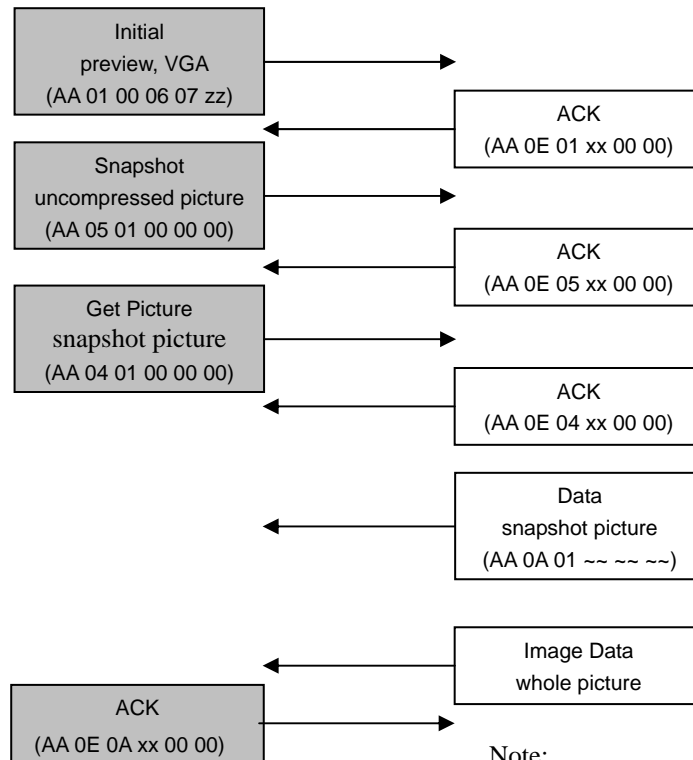 Initial
preview, VGA
(AA 01 00 06 07 zz)
ACK
(AA 0E 01 xx 00 00)
Snapshot
uncompressed picture
(AA 05 01 00 00 00)
ACK
(AA 0E 05 xx 00 00)
Get Picture
snapshot picture
(AA 04 01 00 00 00)
ACK
(AA 0E 04 xx 00 00)
Data
snapshot picture
(AA 0A 01 ~~ ~~ ~~)
Image Data
whole picture
ACK
(AA 0E 0A xx 00 00)
Note: